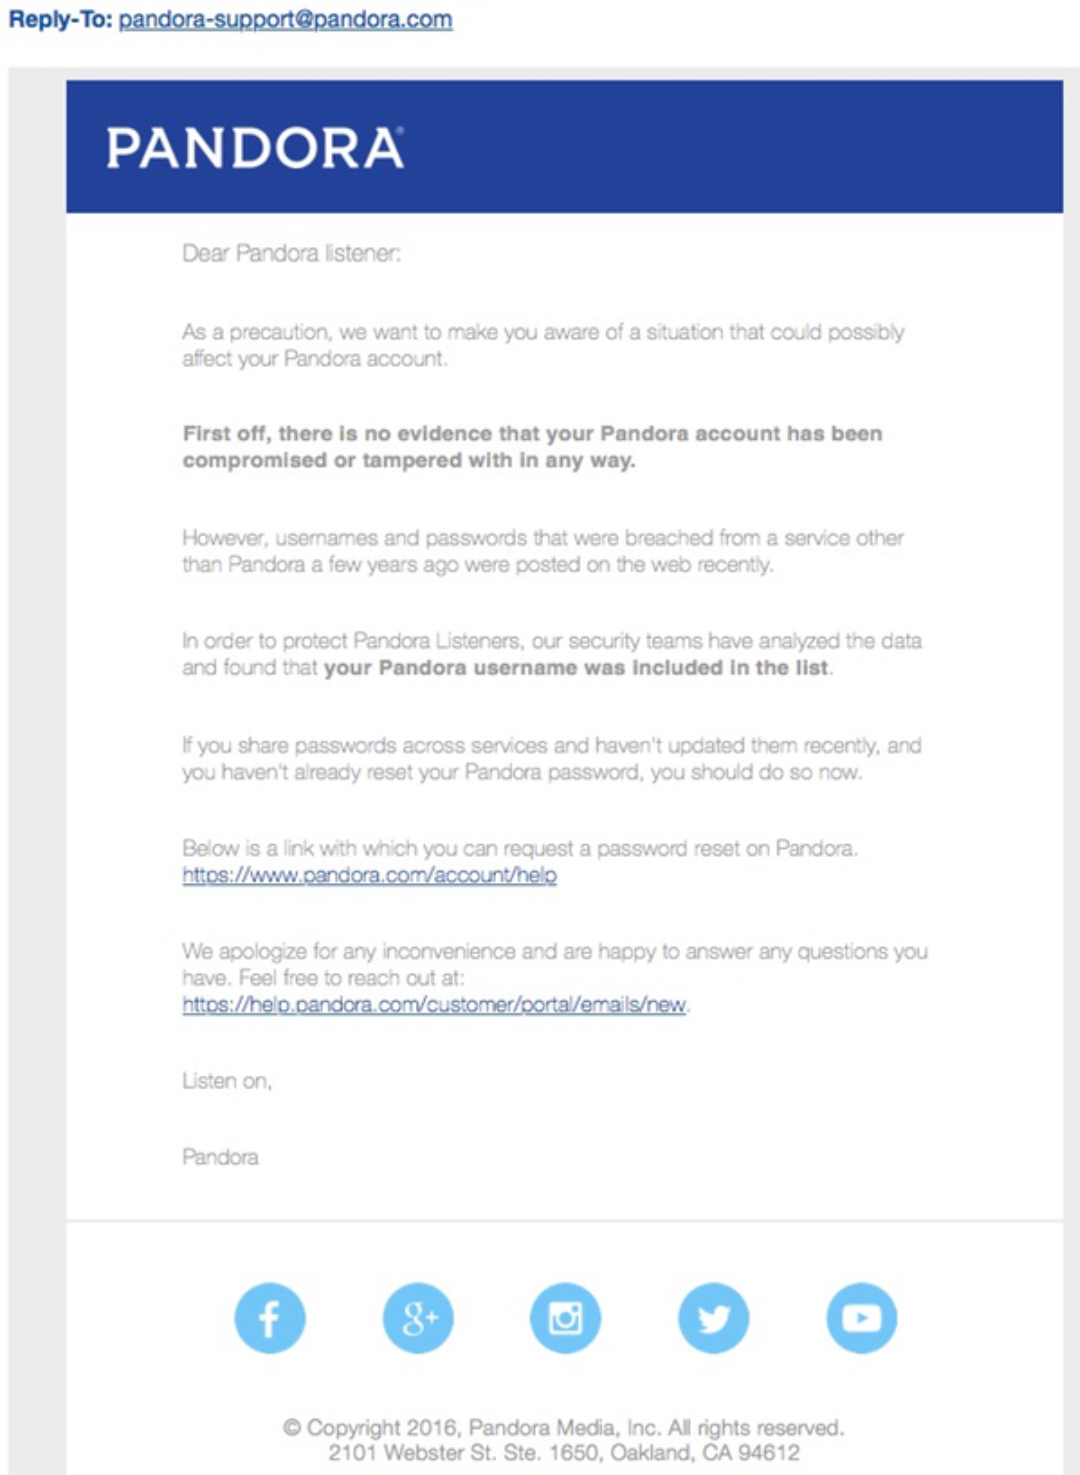 Reply-To: pandora-support@pandora.com
PANDORA®
Dear Pandora listener:
As a precaution, we want to make you aware of a situation that could possibly
affect your Pandora account.
First off, there is no evidence that your Pandora account has been
compromised or tampered with in any way.
However, usernames and passwords that were breached from a service other
than Pandora a few years ago were posted on the web recently.
In order to protect Pandora Listeners, our security teams have analyzed the data
and found that your Pandora username was included in the list.
If you share passwords across services and haven't updated them recently, and
you haven't already reset your Pandora password, you should do so now.
Below is a link with which you can request a password reset on Pandora.
https://www.pandora.com/account/help
We apologize for any inconvenience and are happy to answer any questions you
have. Feel free to reach out at:
https://help.pandora.com/customer/portal/emails/new.
Listen on,
Pandora
f
g+
© Copyright 2016, Pandora Media, Inc. All rights reserved.
2101 Webster St. Ste. 1650, Oakland, CA 94612